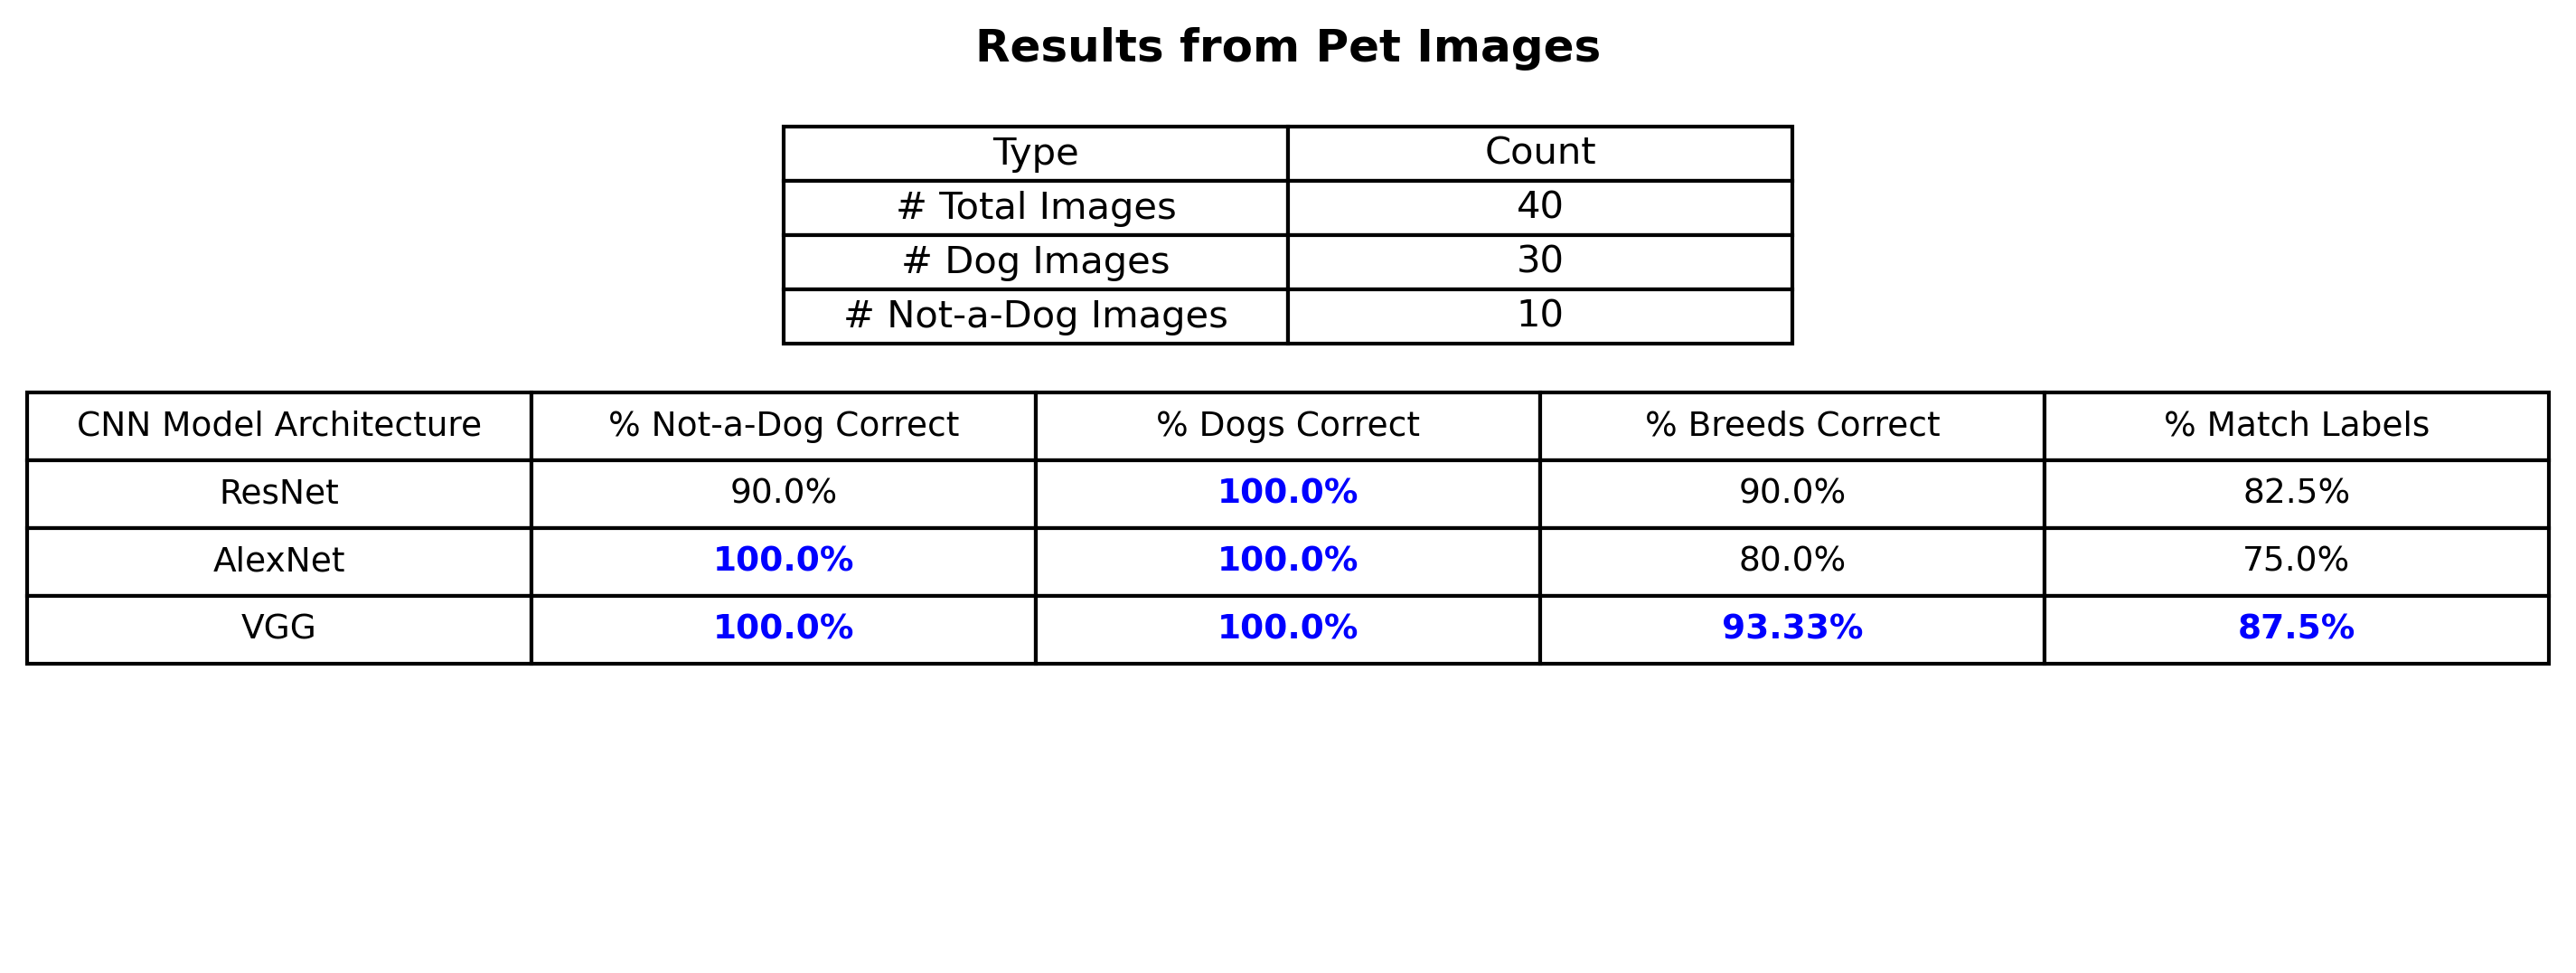 Results from Pet Images
Type Count
# Total Images 40
# Dog Images 30
# Not-a-Dog Images 10
CNN Model Architecture % Not-a-Dog Correct % Dogs Correct % Breeds Correct % Match Labels
ResNet 90.0% 100.0% 90.0% 82.5%
AlexNet 100.0% 100.0% 80.0% 75.0%
VGG 100.0% 100.0% 93.33% 87.5%